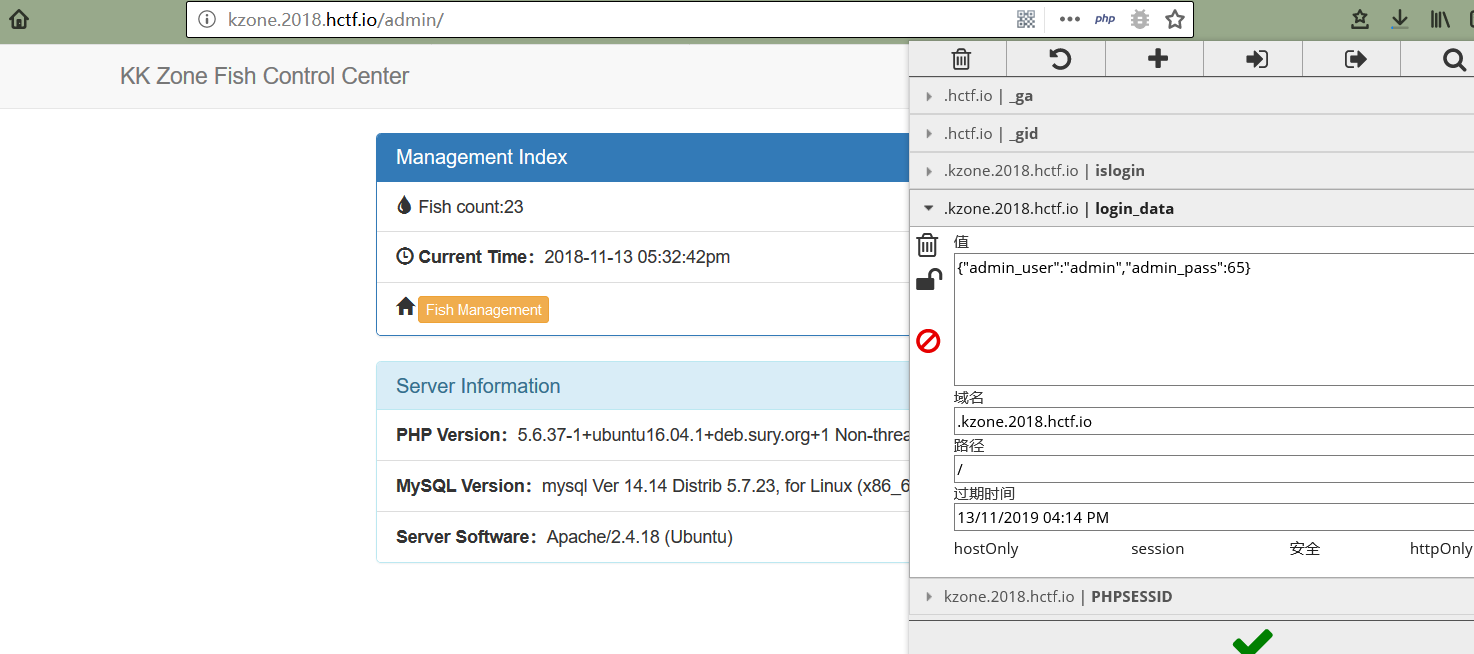 kzone.2018.hctf.io/admin/
php
KK Zone Fish Control Center
Management Index
Fish count:23
Current Time： 2018-11-13 05:32:42pm
Fish Management
Server Information
PHP Version： 5.6.37-1+ubuntu16.04.1+deb.sury.org+1 Non-threa
MySQL Version： mysql Ver 14.14 Distrib 5.7.23, for Linux (x86_6
Server Software： Apache/2.4.18 (Ubuntu)
.hctf.io | _ga
.hctf.io | _gid
.kzone.2018.hctf.io | islogin
.kzone.2018.hctf.io | login_data
值
{"admin_user":"admin","admin_pass":65}
域名
.kzone.2018.hctf.io
路径
/
过期时间
13/11/2019 04:14 PM
hostOnly session 安全 httpOnly
kzone.2018.hctf.io | PHPSESSID